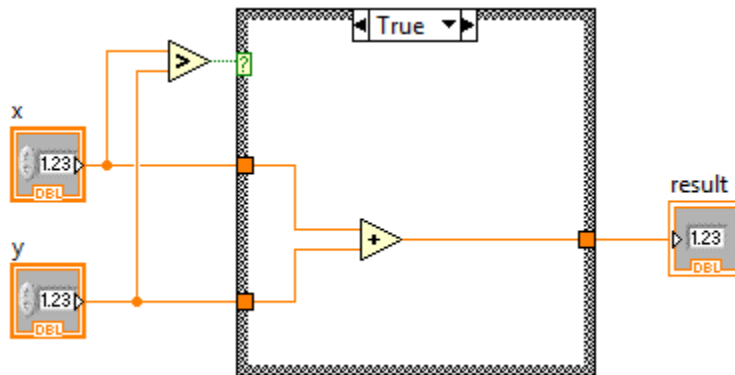 True
>
?
x
1.23
DBL
+
result
1.23
DBL
y
1.23
DBL